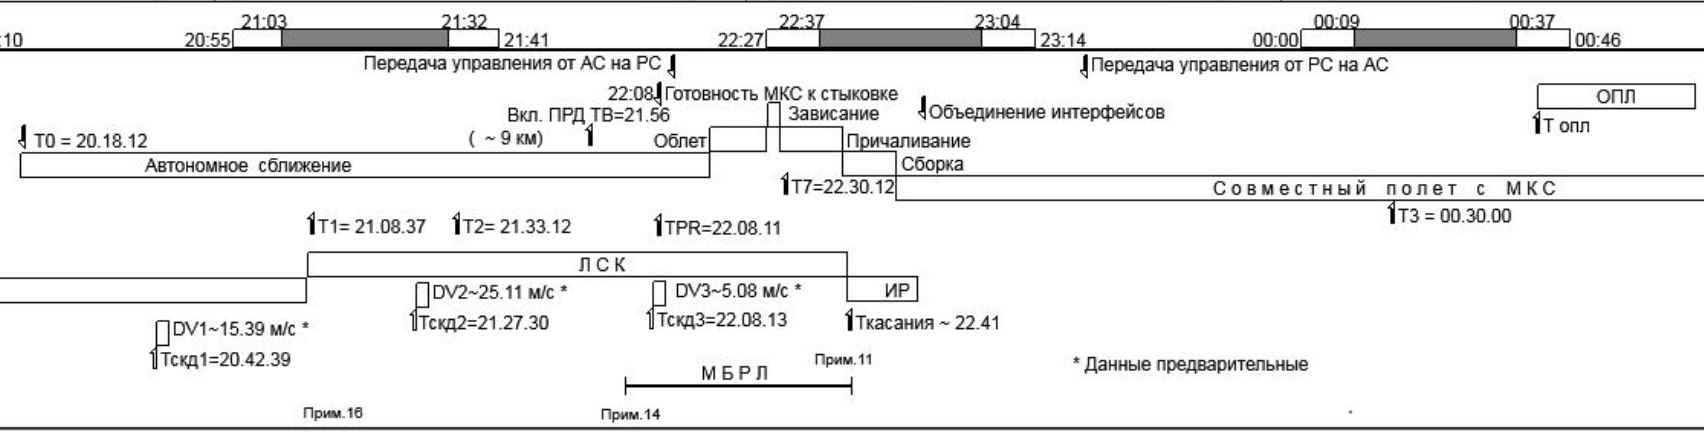 21:03 21:32 22:37 23:04 00:09 00:37
:10 20:55 21:41 22:27 23:14 00:00 00:46
Передача управления от АС на РС Передача управления от РС на АС
22:08 Готовность МКС к стыковке ОПЛ
Вкл. ПРД ТВ=21.56 Зависание Объединение интерфейсов
Т опл
Т0 = 20.18.12 ( ~ 9 км) Облет Причаливание
Автономное сближение Сборка
Т7=22.30.12 Совместный полет с МКС
Т3 = 00.30.00
Т1= 21.08.37 Т2= 21.33.12 TPR=22.08.11
ЛСК
DV2~25.11 м/с * DV3~5.08 м/с * ИР
Тскд2=21.27.30 Тскд3=22.08.13 Ткасания ~ 22.41
DV1~15.39 м/с *
Тскд1=20.42.39 Прим.11 * Данные предварительные
МБРЛ
Прим.16 Прим.14